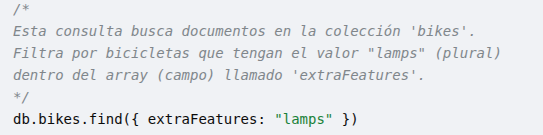 /*
Esta consulta busca documentos en la colección 'bikes'.
Filtra por bicicletas que tengan el valor "lamps" (plural)
dentro del array (campo) llamado 'extraFeatures'.
*/
db.bikes.find({ extraFeatures: "lamps" })